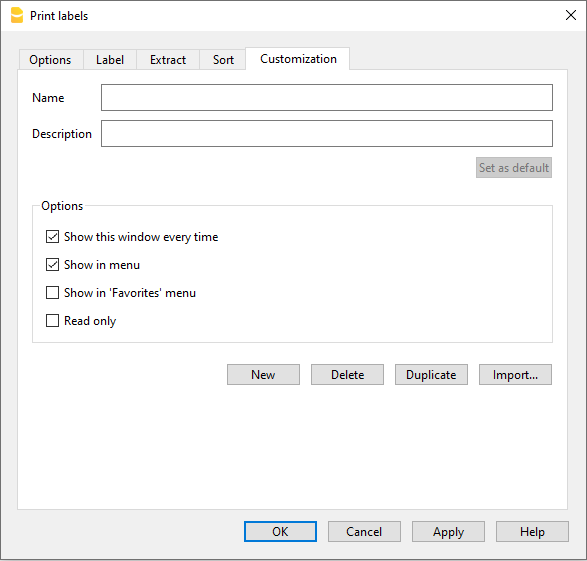 Print labels
Options Label Extract Sort Customization
Name
Description
Set as default
Options
Show this window every time
Show in menu
Show in 'Favorites' menu
Read only
New Delete Duplicate Import...
OK Cancel Apply Help